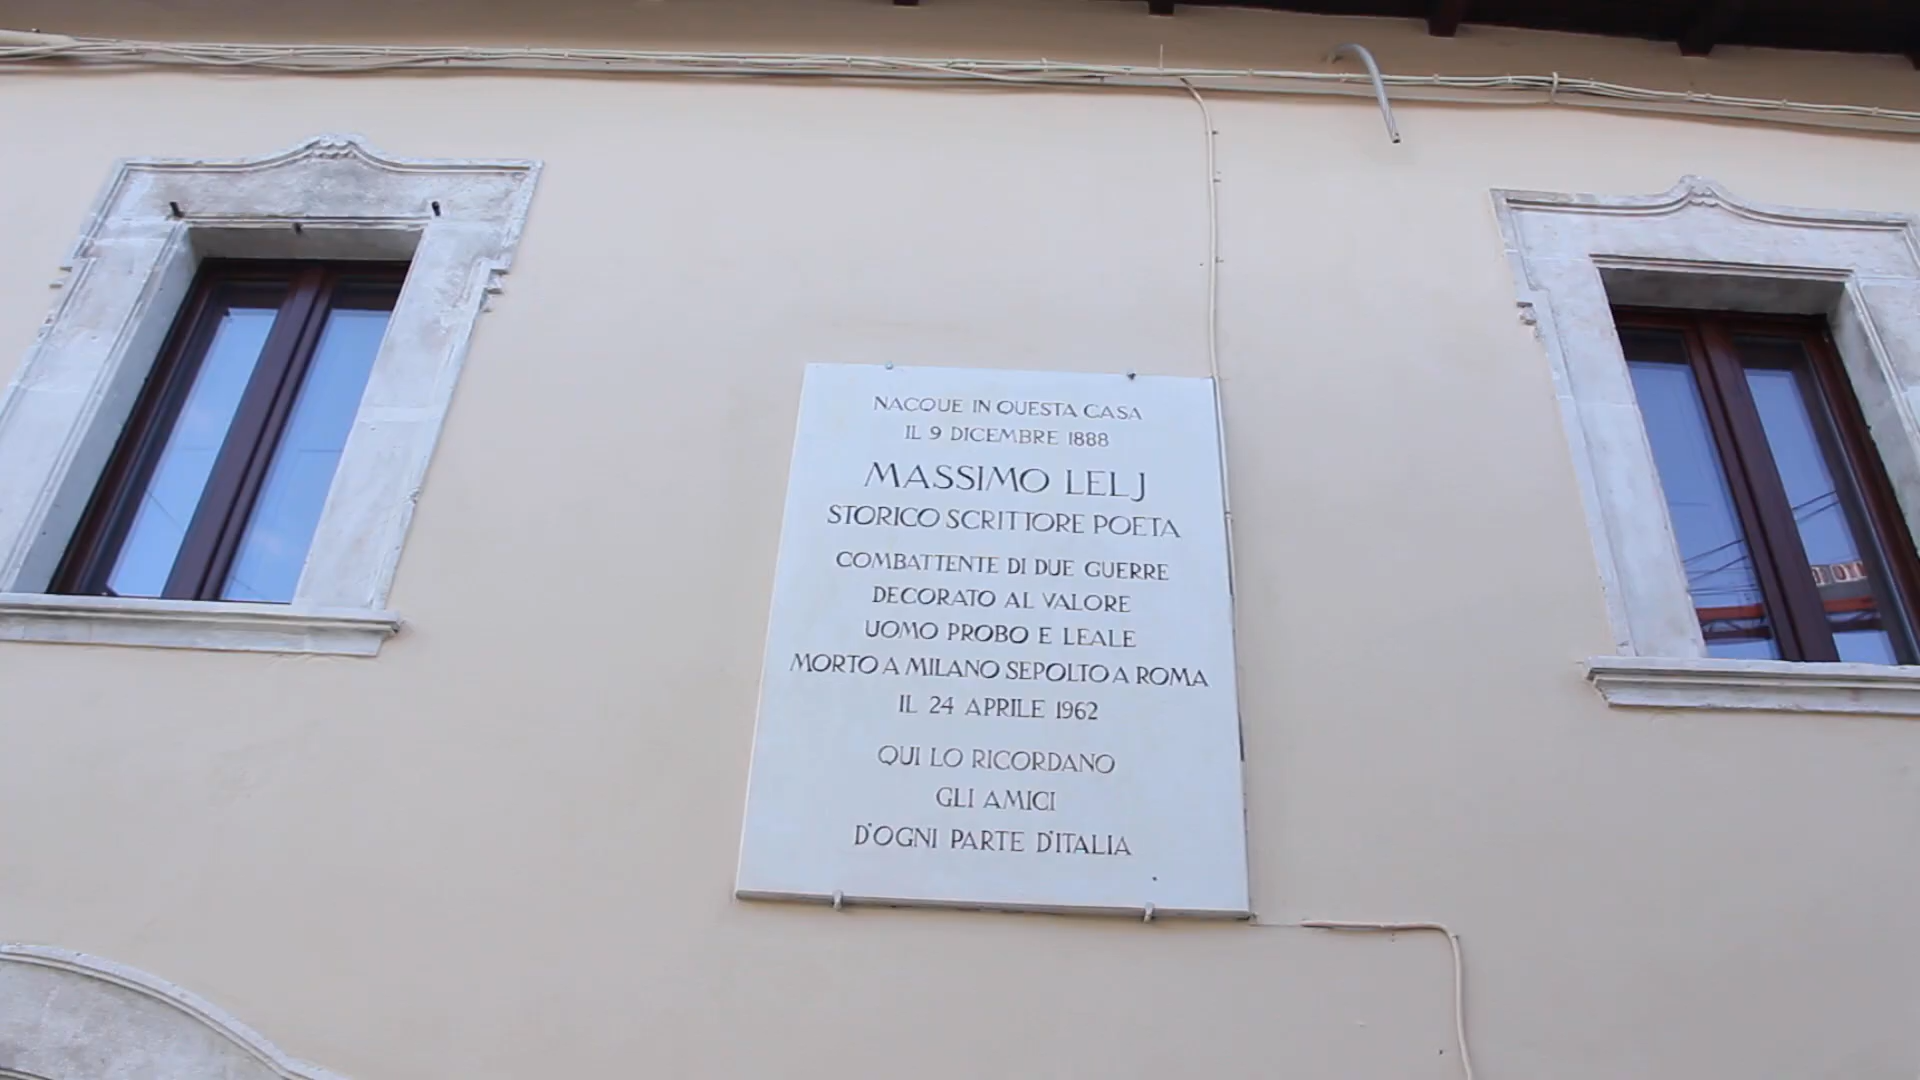 NACQUE IN QUESTA CASA
IL 9 DICEMBRE 1888
MASSIMO LELJ
STORICO SCRITTORE POETA
COMBATTENTE DI DUE GUERRE
DECORATO AL VALORE
UOMO PROBO E LEALE
MORTO A MILANO SEPOLTO A ROMA
IL 24 APRILE 1962
QUI LO RICORDANO
GLI AMICI
D'OGNI PARTE D'ITALIA